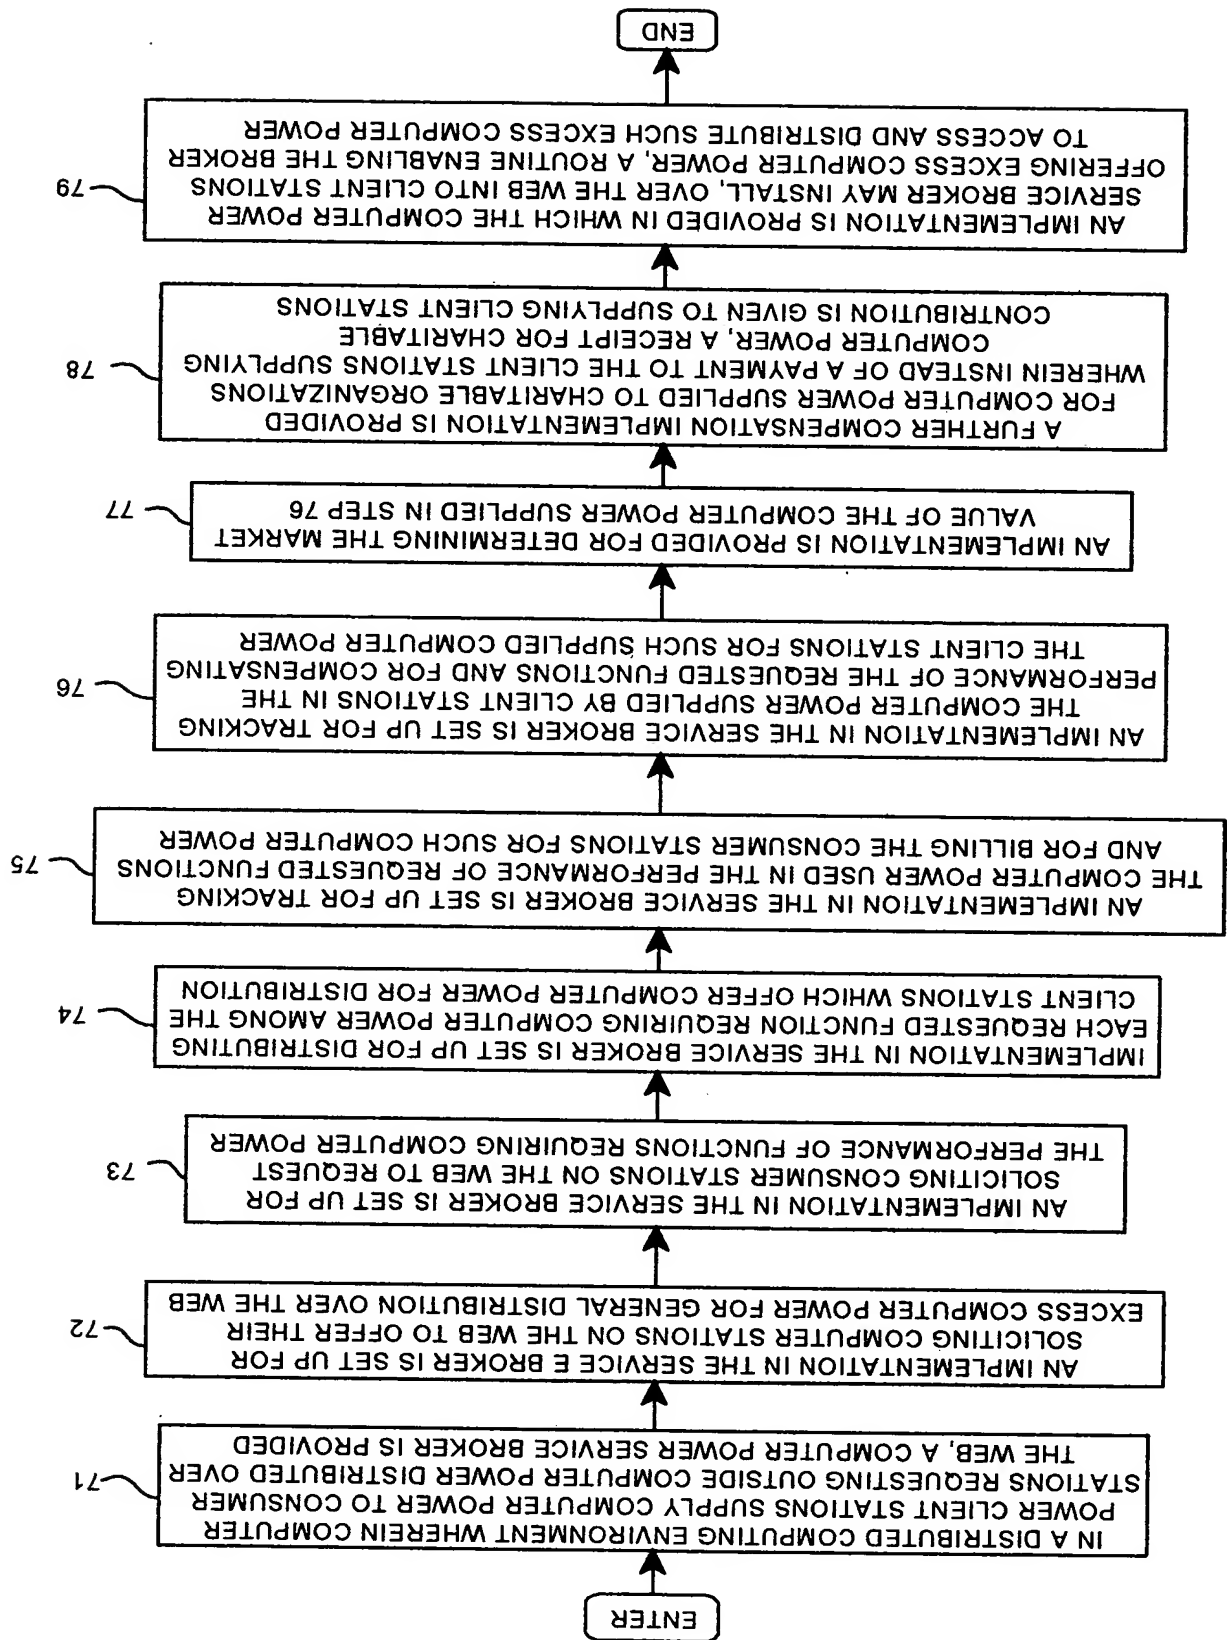 ENTER
IN A DISTRIBUTED COMPUTING ENVIRONMENT WHEREIN COMPUTER
POWER CLIENT STATIONS SUPPLY COMPUTER POWER TO CONSUMER
STATIONS REQUESTING OUTSIDE COMPUTER POWER DISTRIBUTED OVER
THE WEB, A COMPUTER POWER SERVICE BROKER IS PROVIDED
71
AN IMPLEMENTATION IN THE SERVICE E BROKER IS SET UP FOR
SOLICITING COMPUTER STATIONS ON THE WEB TO OFFER THEIR
EXCESS COMPUTER POWER FOR GENERAL DISTRIBUTION OVER THE WEB
72
AN IMPLEMENTATION IN THE SERVICE BROKER IS SET UP FOR
SOLICITING CONSUMER STATIONS ON THE WEB TO REQUEST
THE PERFORMANCE OF FUNCTIONS REQUIRING COMPUTER POWER
73
IMPLEMENTATION IN THE SERVICE BROKER IS SET UP FOR DISTRIBUTING
EACH REQUESTED FUNCTION REQUIRING COMPUTER POWER AMONG THE
CLIENT STATIONS WHICH OFFER COMPUTER POWER FOR DISTRIBUTION
74
AN IMPLEMENTATION IN THE SERVICE BROKER IS SET UP FOR TRACKING
THE COMPUTER POWER USED IN THE PERFORMANCE OF REQUESTED FUNCTIONS
AND FOR BILLING THE CONSUMER STATIONS FOR SUCH COMPUTER POWER
75
AN IMPLEMENTATION IN THE SERVICE BROKER IS SET UP FOR TRACKING
THE COMPUTER POWER SUPPLIED BY CLIENT STATIONS IN THE
PERFORMANCE OF THE REQUESTED FUNCTIONS AND FOR COMPENSATING
THE CLIENT STATIONS FOR SUCH SUPPLIED COMPUTER POWER
76
AN IMPLEMENTATION IS PROVIDED FOR DETERMINING THE MARKET
VALUE OF THE COMPUTER POWER SUPPLIED IN STEP 76
77
A FURTHER COMPENSATION IMPLEMENTATION IS PROVIDED
FOR COMPUTER POWER SUPPLIED TO CHARITABLE ORGANIZATIONS
WHEREIN INSTEAD OF A PAYMENT TO THE CLIENT STATIONS SUPPLYING
COMPUTER POWER, A RECEIPT FOR CHARITABLE
CONTRIBUTION IS GIVEN TO SUPPLYING CLIENT STATIONS
78
AN IMPLEMENTATION IS PROVIDED IN WHICH THE COMPUTER POWER
SERVICE BROKER MAY INSTALL, OVER THE WEB INTO CLIENT STATIONS
OFFERING EXCESS COMPUTER POWER, A ROUTINE ENABLING THE BROKER
TO ACCESS AND DISTRIBUTE SUCH EXCESS COMPUTER POWER
79
END